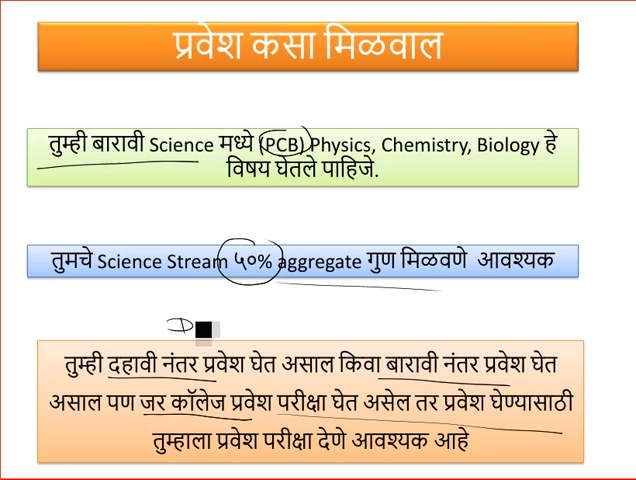 प्रवेश कसा मिळवाल
तुम्ही बारावी Science मध्ये (PCB) Physics, Chemistry, Biology हे
विषय घेतले पाहिजे.
तुमचे Science Stream ५०% aggregate गुण मिळवणे आवश्यक
तुम्ही दहावी नंतर प्रवेश घेत असाल किवा बारावी नंतर प्रवेश घेत
असाल पण जर कॉलेज प्रवेश परीक्षा घेत असेल तर प्रवेश घेण्यासाठी
तुम्हाला प्रवेश परीक्षा देणे आवश्यक आहे